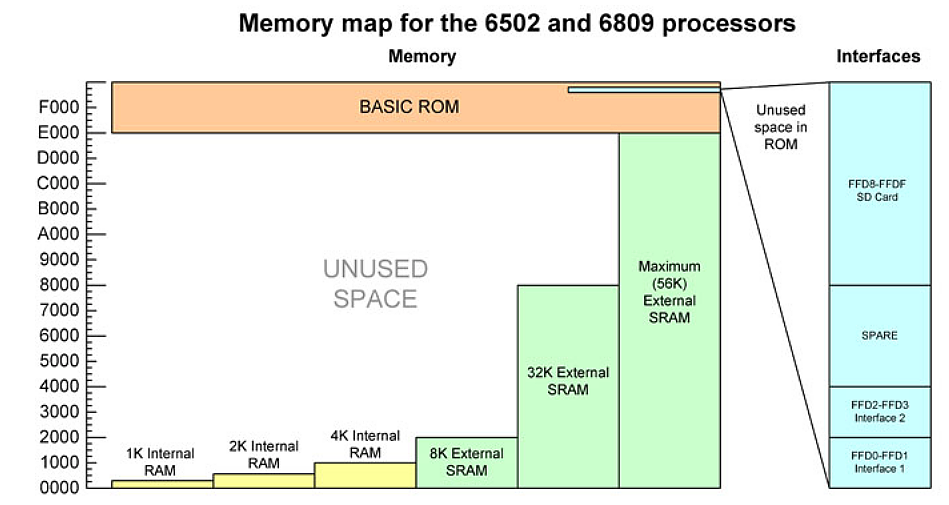 Memory map for the 6502 and 6809 processors
Memory
Interfaces
F000
E000
D000
C000
B000
A000
9000
8000
7000
6000
5000
4000
3000
2000
1000
0000
BASIC ROM
UNUSED
SPACE
1K Internal
RAM
2K Internal
RAM
4K Internal
RAM
8K External
SRAM
32K External
SRAM
Maximum
(56K)
External
SRAM
Unused
space in
ROM
FFD8-FFDF
SD Card
SPARE
FFD2-FFD3
Interface 2
FFD0-FFD1
Interface 1